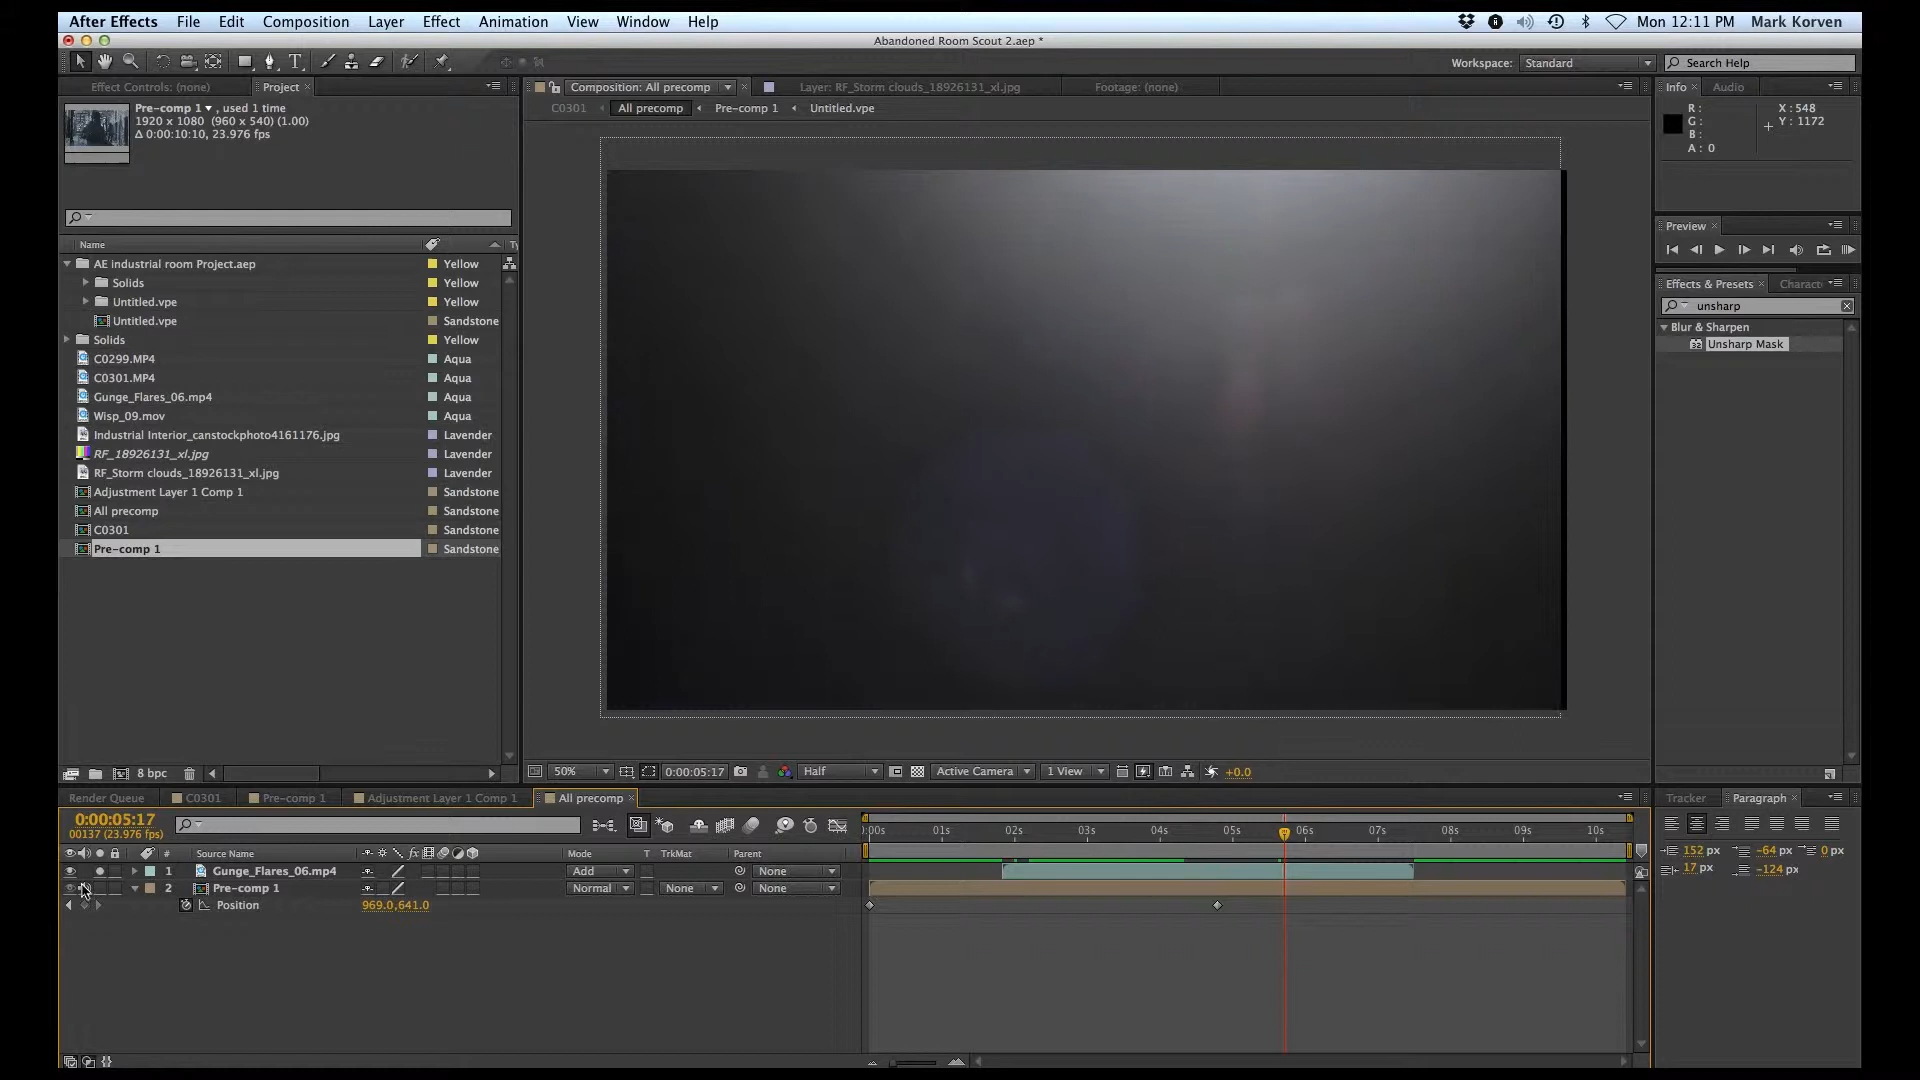 After Effects File Edit Composition Layer Effect Animation View Window Help Mon 12:11 PM Mark Korven
Abandoned Room Scout 2.aep *
Workspace: Standard Search Help
Effect Controls: (none) Project
Pre-comp 1 , used 1 time
1920 x 1080 (960 x 540) (1.00)
Δ 0:00:10:10, 23.976 fps
Composition: All precomp Layer: RF_Storm clouds_18926131_xl.jpg Footage: (none)
C0301 All precomp Pre-comp 1 Untitled.vpe
Info Audio
R: X: 548
G: Y: 1172
B:
A: 0
Preview
Effects & Presets Charact
unsharp
Blur & Sharpen
Unsharp Mask
Name Ty
AE industrial room Project.aep Yellow
Solids Yellow
Untitled.vpe Yellow
Untitled.vpe Sandstone
Solids Yellow
C0299.MP4 Aqua
C0301.MP4 Aqua
Gunge_Flares_06.mp4 Aqua
Wisp_09.mov Aqua
Industrial Interior_canstockphoto4161176.jpg Lavender
RF_18926131_xl.jpg Lavender
RF_Storm clouds_18926131_xl.jpg Lavender
Adjustment Layer 1 Comp 1 Sandstone
All precomp Sandstone
C0301 Sandstone
Pre-comp 1 Sandstone
8 bpc
50% 0:00:05:17 Half Active Camera 1 View +0.0
Render Queue C0301 Pre-comp 1 Adjustment Layer 1 Comp 1 All precomp
0:00:05:17
00137 (23.976 fps)
):00s 01s 02s 03s 04s 05s 06s 07s 08s 09s 10s
# Source Name fx Mode T TrkMat Parent
1 Gunge_Flares_06.mp4 Add None
2 Pre-comp 1 Normal None None
Position 969.0,641.0
Tracker Paragraph
152 px -64 px 0 px
17 px -124 px